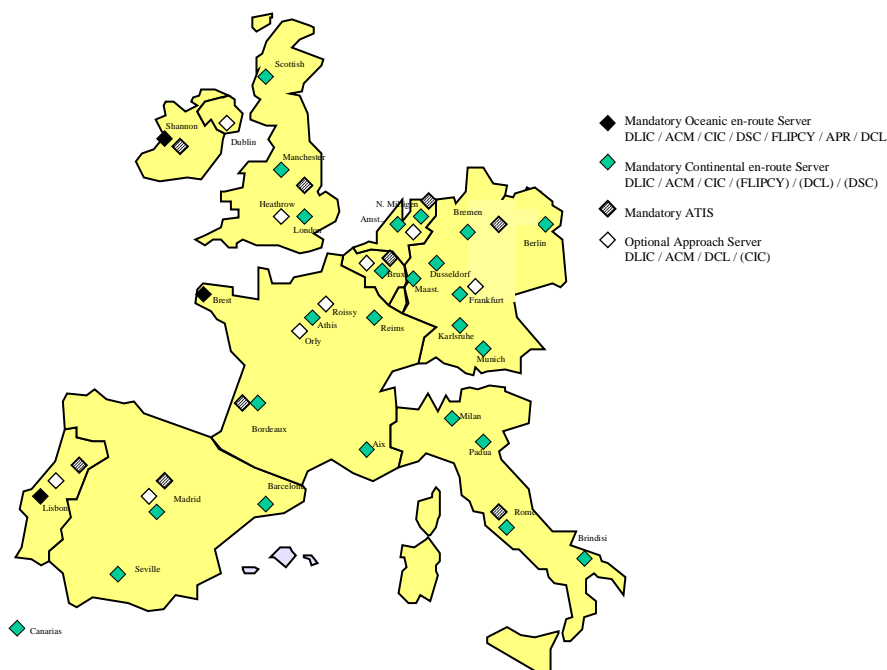 Scottish
Shannon
Dublin
Manchester
Heathrow
London
N. Milligen
Amst..
Bremen
Berlin
Brux
Maast.
Dusseldorf
Frankfurt
Karlsruhe
Munich
Brest
Roissy
Athis
Orly
Reims
Bordeaux
Aix
Milan
Padua
Rome
Brindisi
Barcelona
Madrid
Lisbon
Seville
Canarias
Mandatory Oceanic en-route Server
DLIC / ACM / CIC / DSC / FLIPCY / APR / DCL
Mandatory Continental en-route Server
DLIC / ACM / CIC / (FLIPCY) / (DCL) / (DSC)
Mandatory ATIS
Optional Approach Server
DLIC / ACM / DCL / (CIC)